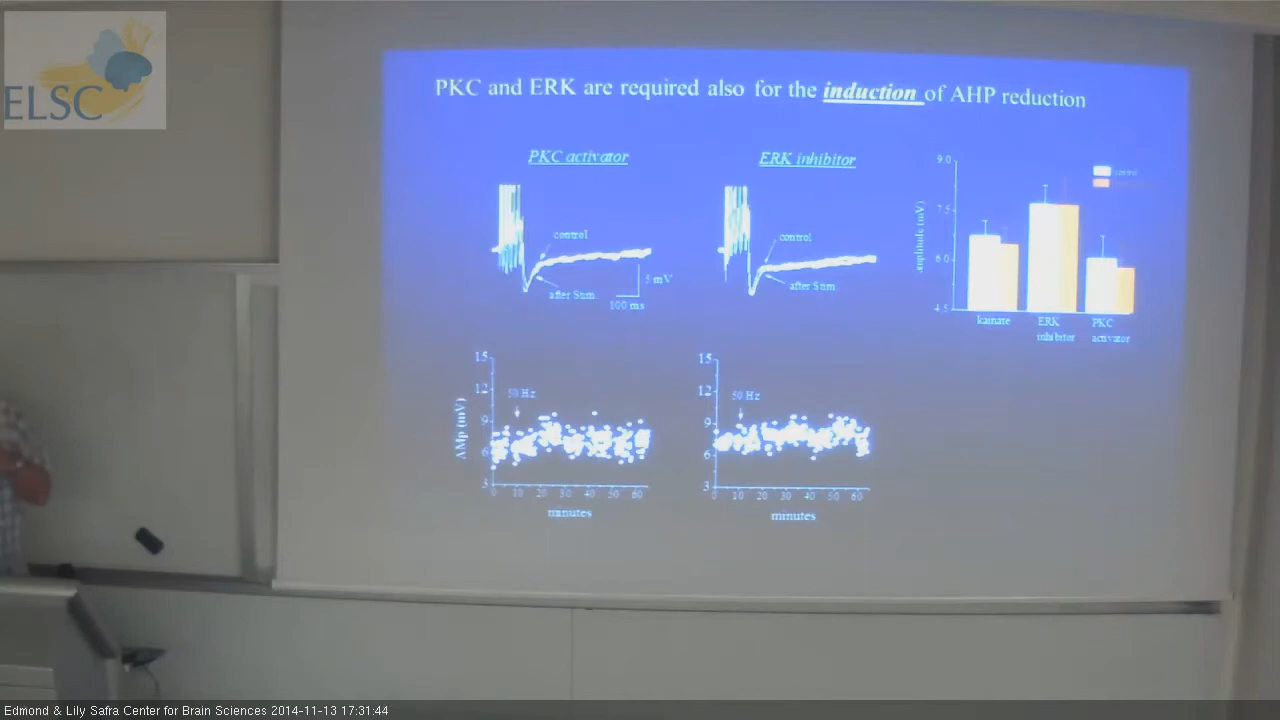 ELSC
PKC and ERK are required also for the induction of AHP reduction
PKC activator
control
after Stim.
5 mV
100 ms
ERK inhibitor
control
after Stim
amplitude (mV)
9.0
7.5
6.0
4.5
control
kainate
ERK
inhibitor
PKC
activator
AMp (mV)
15
12
9
6
3
50 Hz
0 10 20 30 40 50 60
minutes
15
12
9
6
3
50 Hz
0 10 20 30 40 50 60
minutes
Edmond & Lily Safra Center for Brain Sciences 2014-11-13 17:31:44